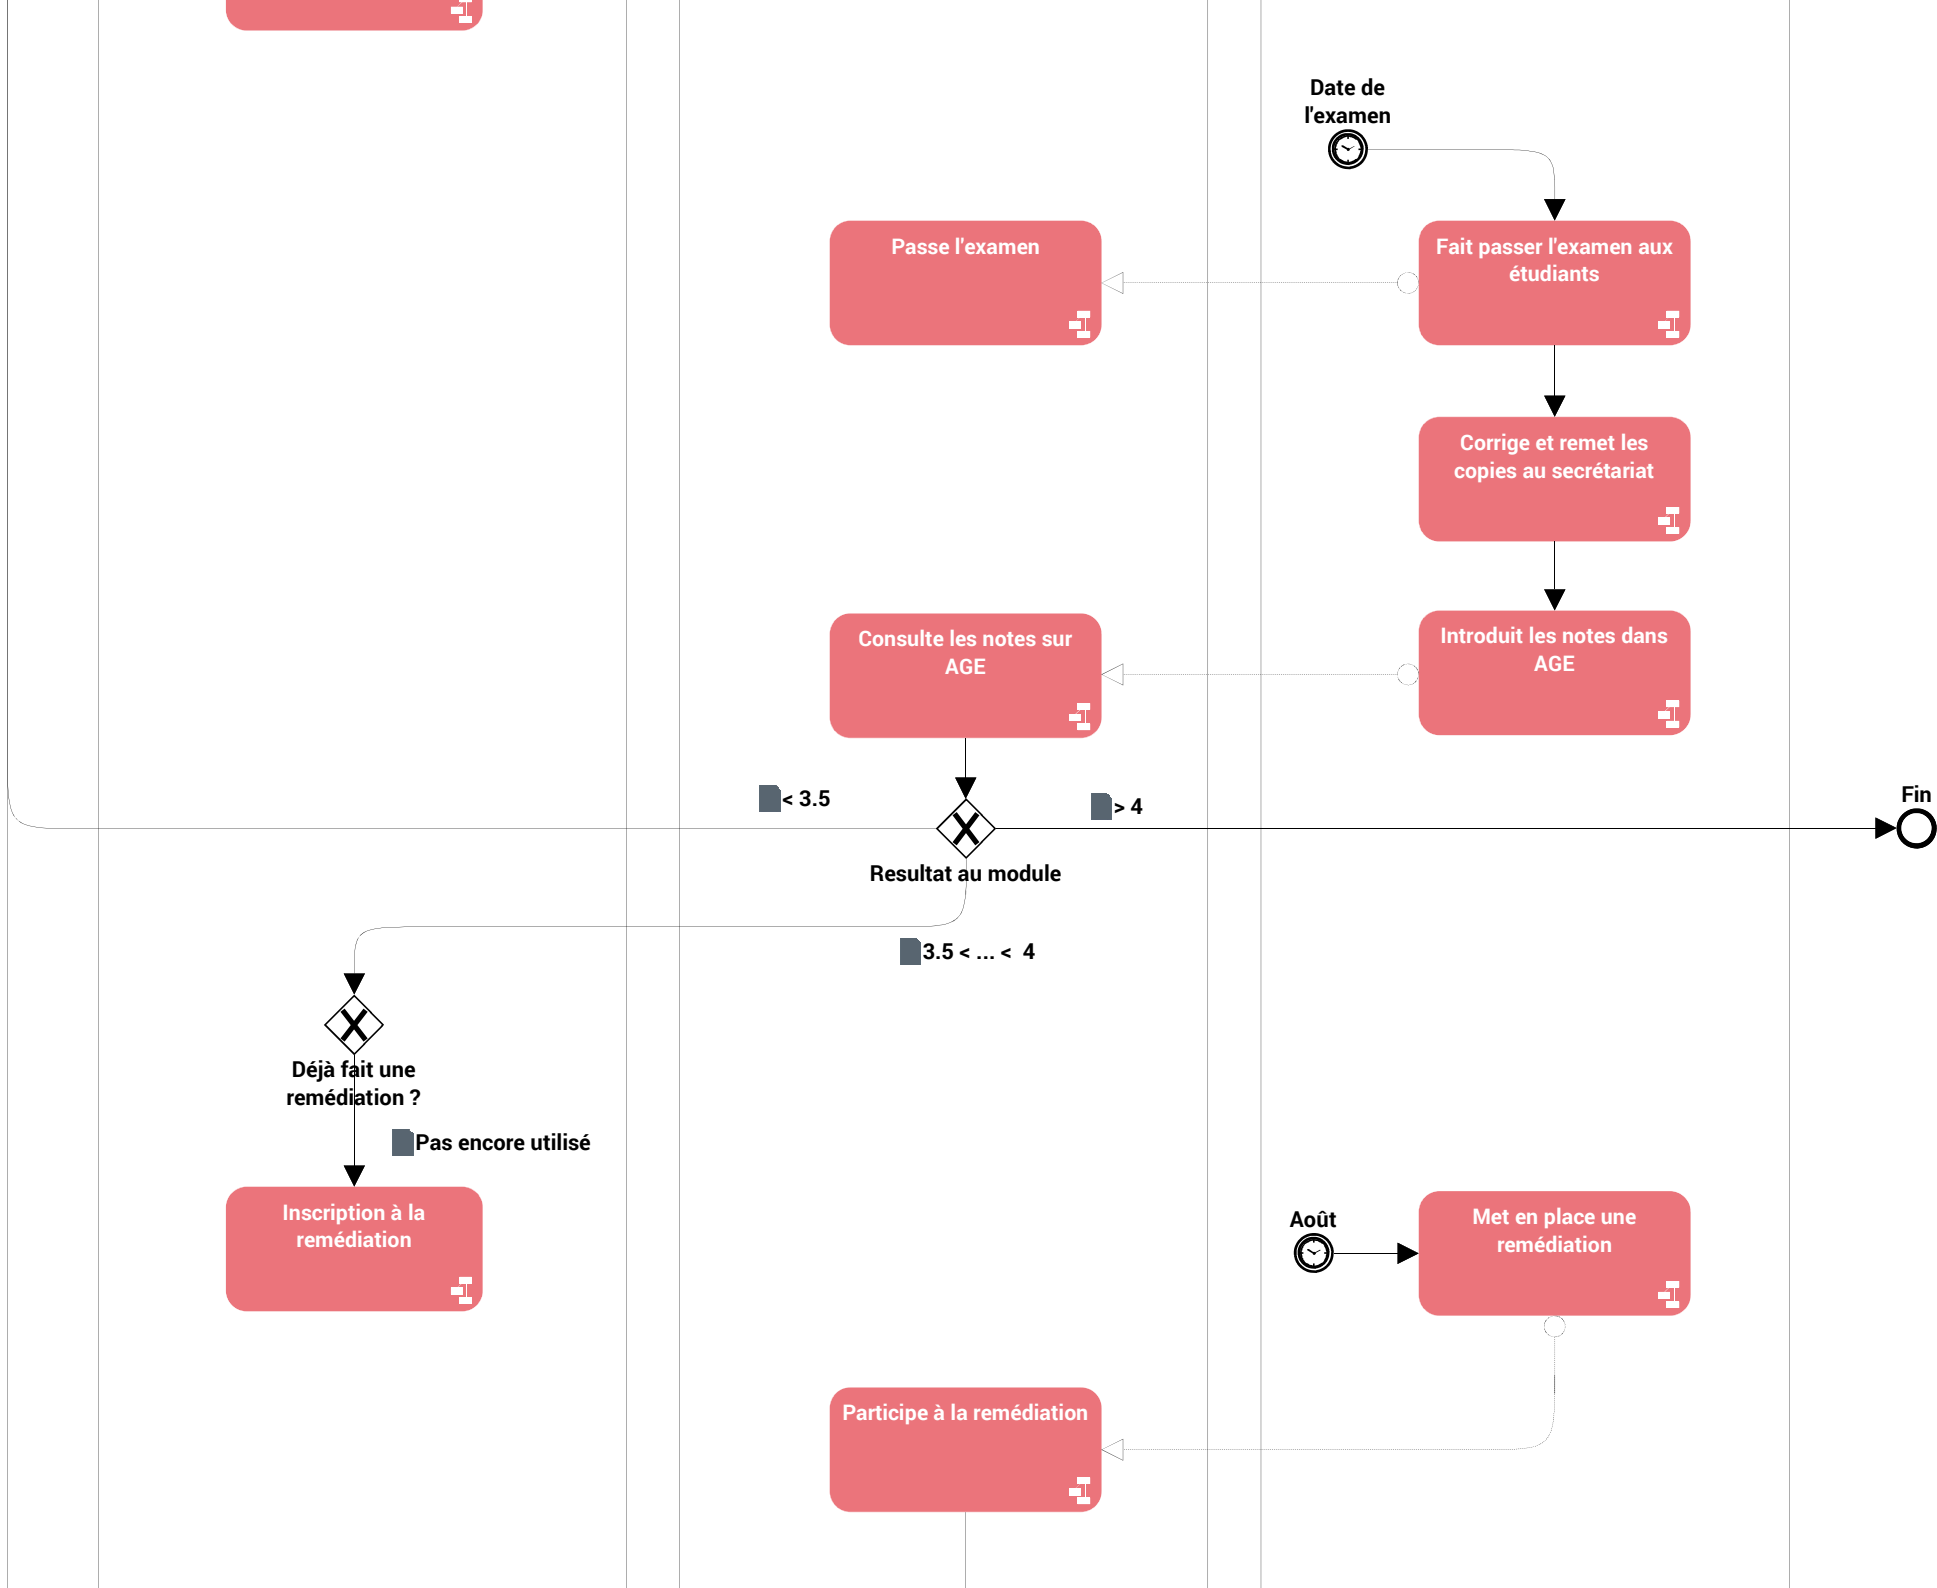 Date de
l'examen
Passe l'examen
Fait passer l'examen aux
étudiants
Corrige et remet les
copies au secrétariat
Consulte les notes sur
AGE
Introduit les notes dans
AGE
< 3.5
> 4
Fin
Resultat au module
3.5 < ... < 4
Déjà fait une
remédiation ?
Pas encore utilisé
Inscription à la
remédiation
Août
Met en place une
remédiation
Participe à la remédiation